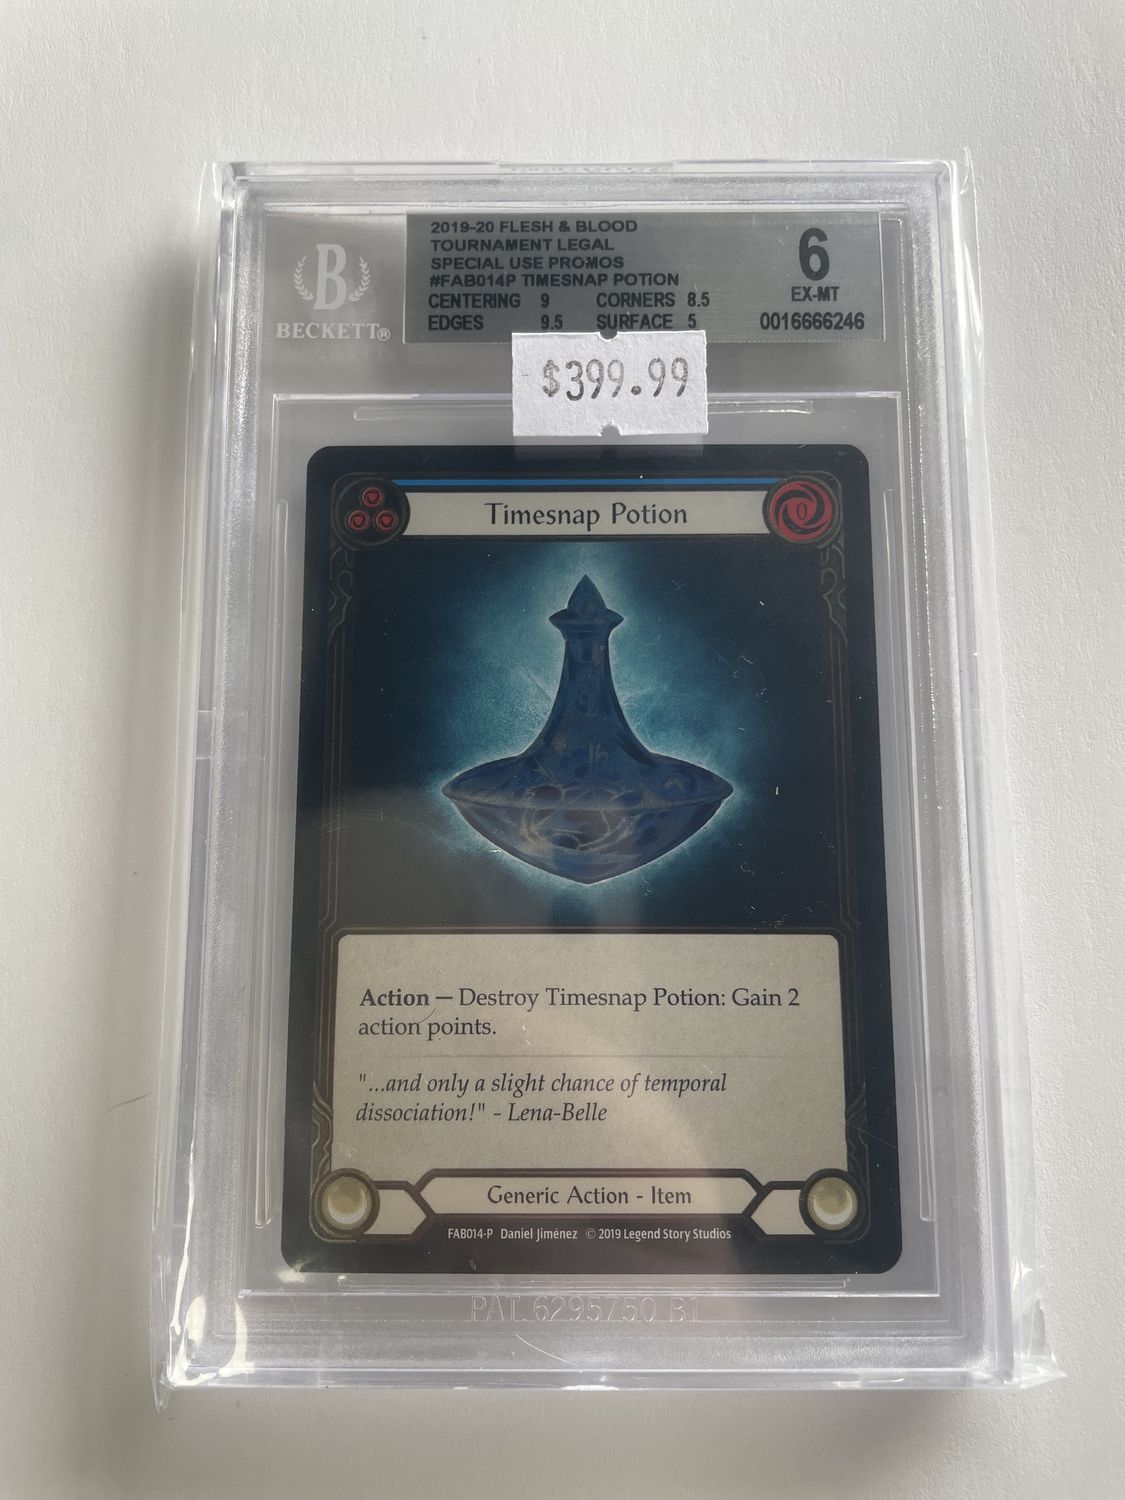 2019-20 FLESH & BLOOD
TOURNAMENT LEGAL
SPECIAL USE PROMOS
#FAB014P TIMESNAP POTION
CENTERING 9 CORNERS 8.5
EDGES 9.5 SURFACE 5
6
EX-MT
0016666246
B
BECKETT®
$399.99
Timesnap Potion
0
Action — Destroy Timesnap Potion: Gain 2
action points.
"...and only a slight chance of temporal
dissociation!" - Lena-Belle
Generic Action - Item
FAB014-P Daniel Jiménez © 2019 Legend Story Studios
PAT. 6295750 B1